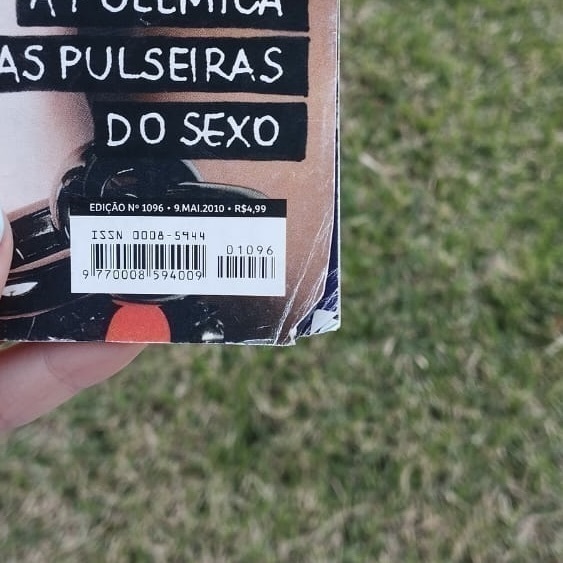 A POLÊMICA
AS PULSEIRAS
DO SEXO
EDIÇÃO Nº 1096 • 9.MAI.2010 • R$4,99
ISSN 0008-5944
01096
9 770008 594009